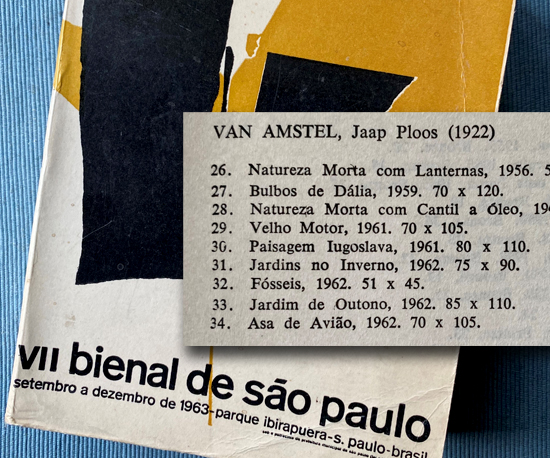 VAN AMSTEL, Jaap Ploos (1922)
26. Natureza Morta com Lanternas, 1956.
27. Bulbos de Dália, 1959. 70 x 120.
28. Natureza Morta com Cantil a Óleo,
29. Velho Motor, 1961. 70 x 105.
30. Paisagem Iugoslava, 1961. 80 x 110.
31. Jardins no Inverno, 1962. 75 x 90.
32. Fósseis, 1962. 51 x 45.
33. Jardim de Outono, 1962. 85 x 110.
34. Asa de Avião, 1962. 70 x 105.
vii bienal de são paulo
setembro a dezembro de 1963-parque ibirapuera-s. paulo-brasil